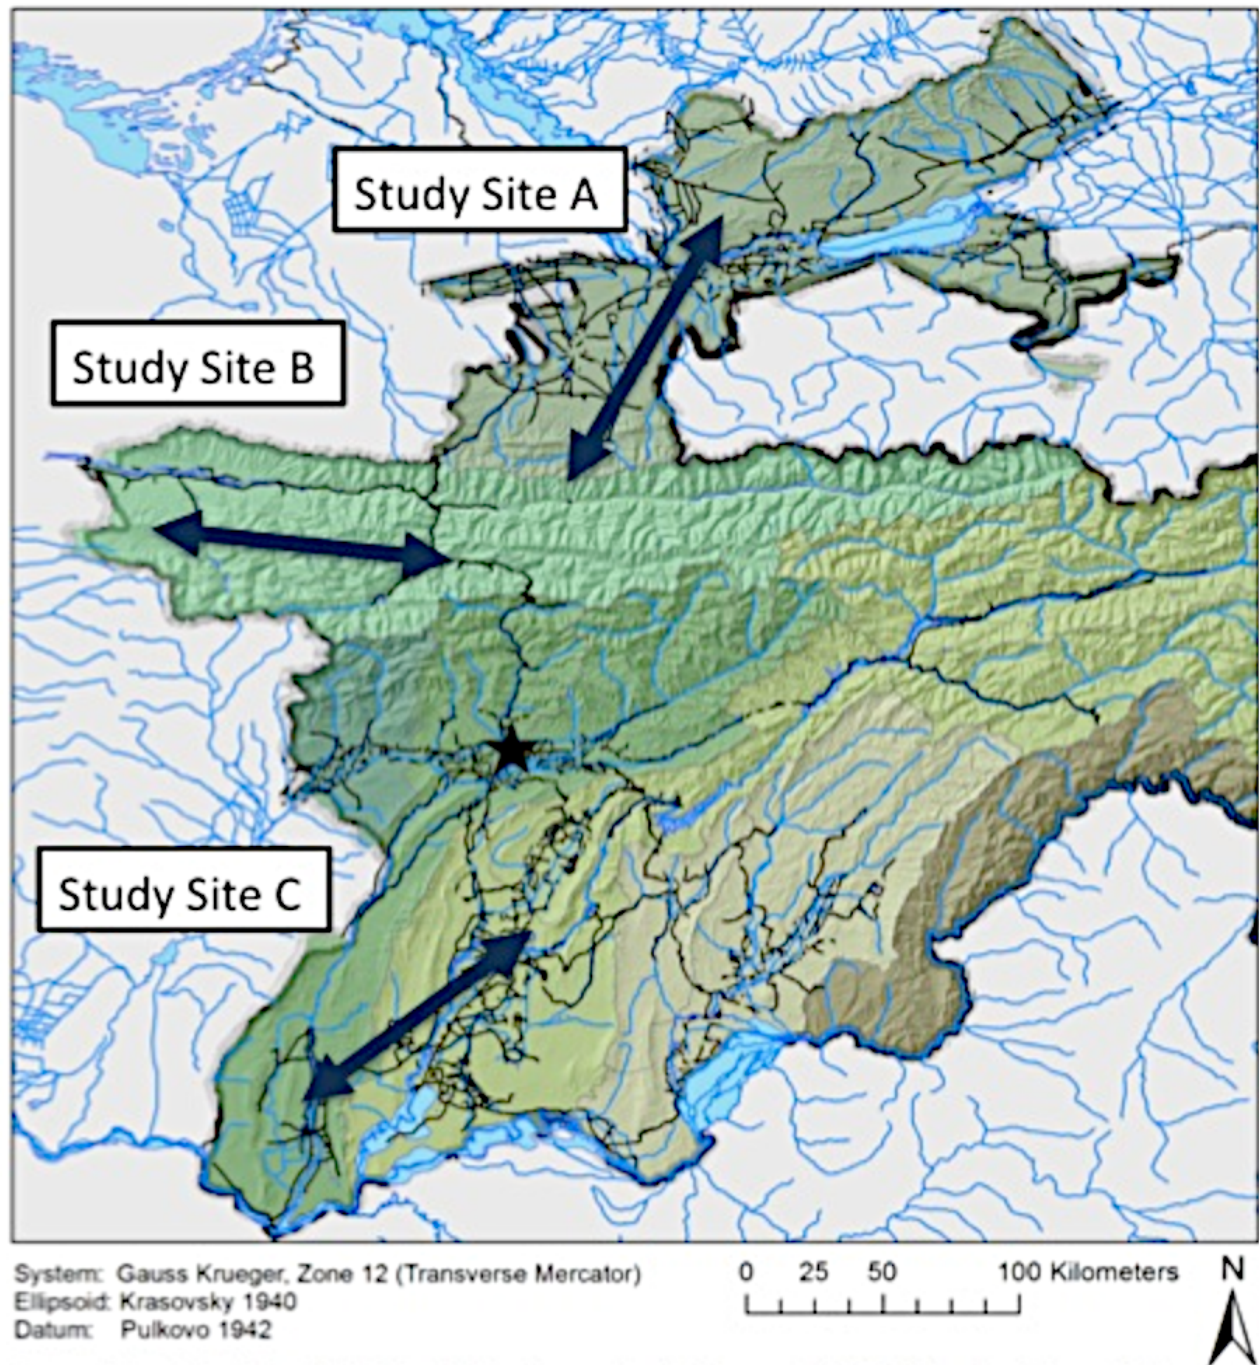 Study Site A
Study Site B
Study Site C
System: Gauss Krueger, Zone 12 (Transverse Mercator)
Ellipsoid: Krasovsky 1940
Datum: Pulkovo 1942
0 25 50 100 Kilometers
N